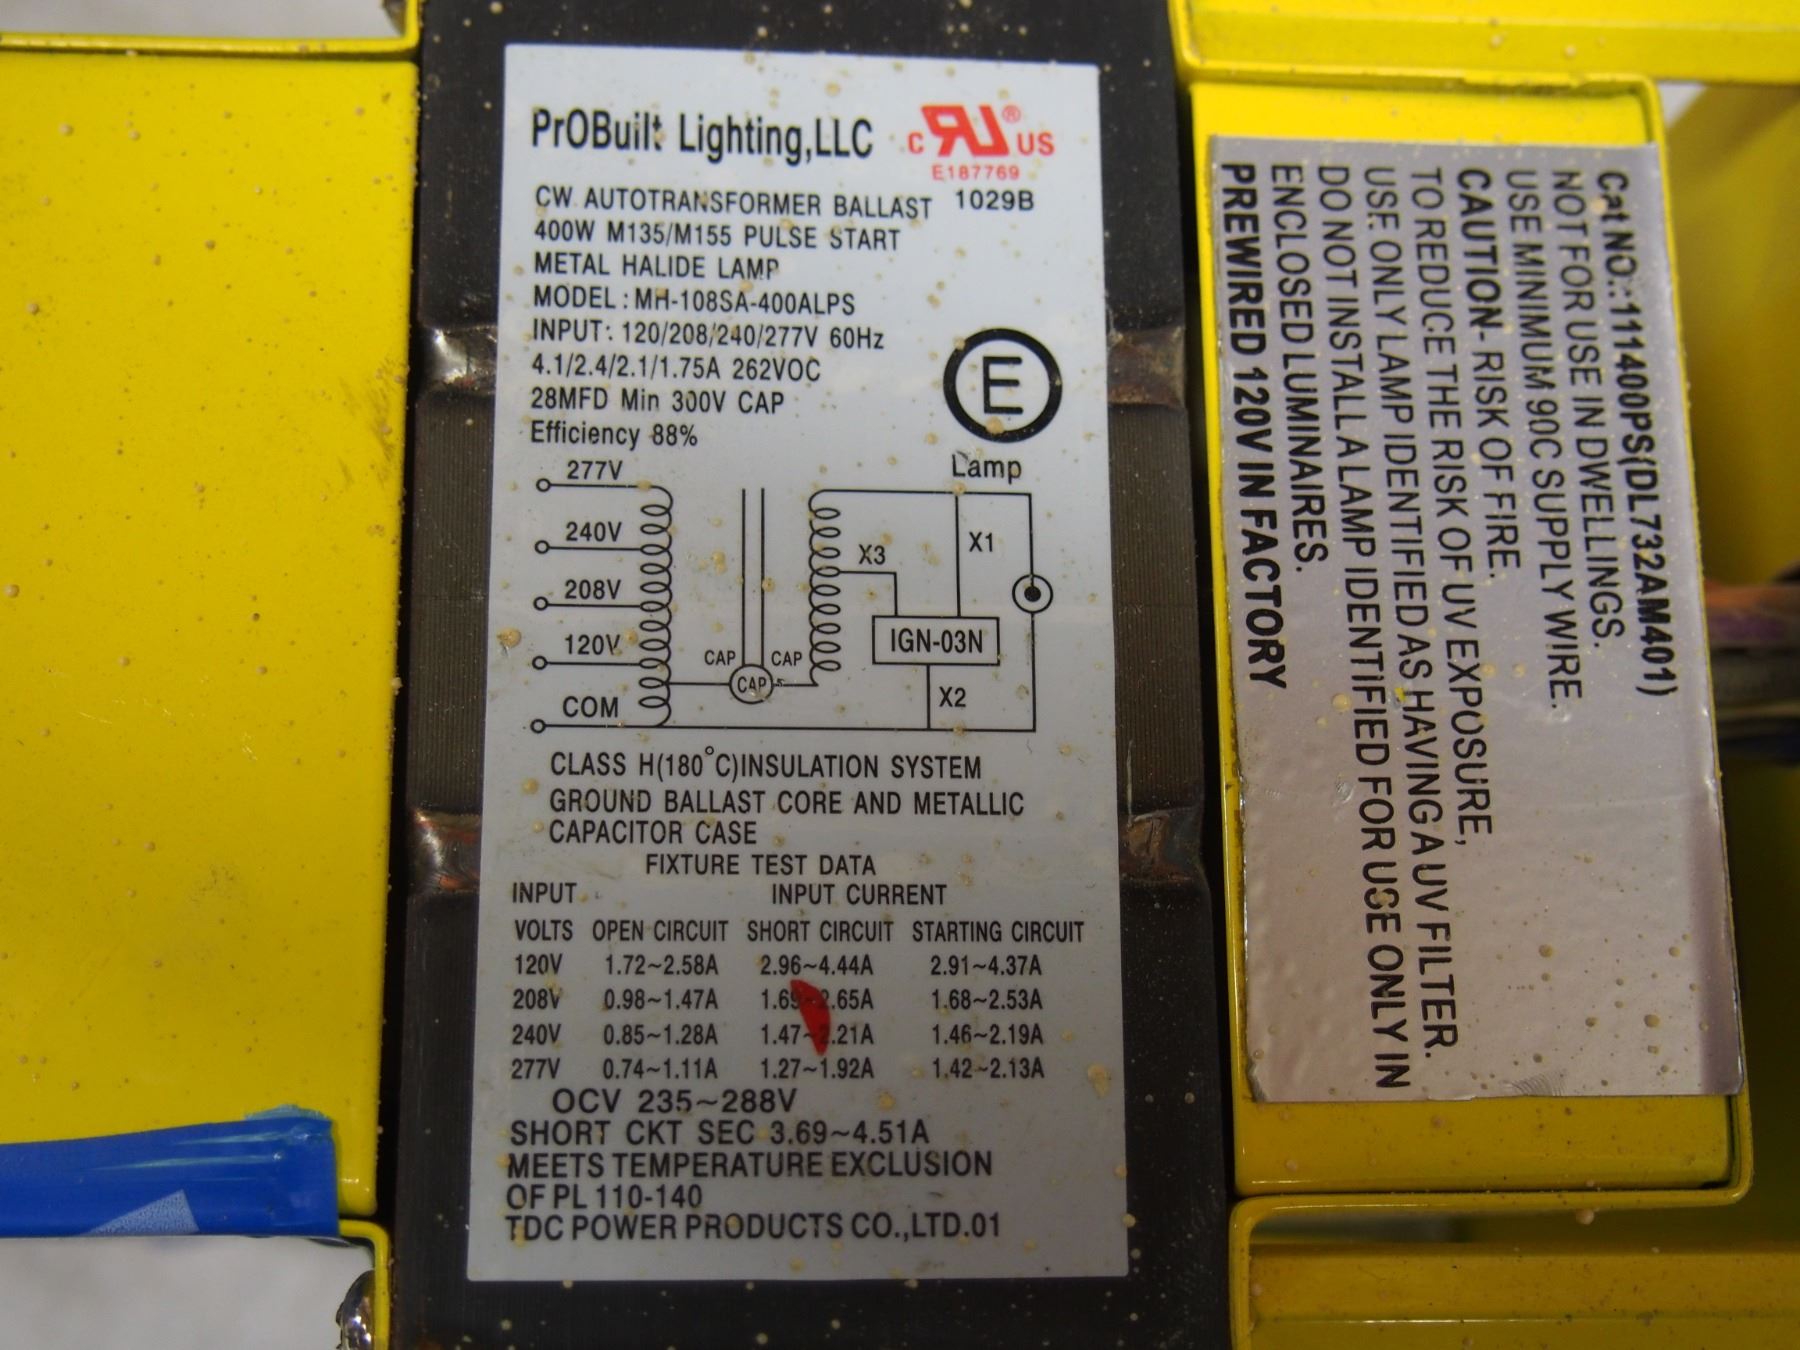 PrOBuilt Lighting,LLC
c RU ® US
E187769
CW AUTOTRANSFORMER BALLAST 1029B
400W M135/M155 PULSE START
METAL HALIDE LAMP
MODEL : MH-108SA-400ALPS
INPUT: 120/208/240/277V 60Hz
4.1/2.4/2.1/1.75A 262VOC
28MFD Min 300V CAP
Efficiency 88%
E
277V
Lamp
240V
X3
X1
208V
120V
IGN-03N
CAP
CAP
CAP
X2
COM
CLASS H(180°C)INSULATION SYSTEM
GROUND BALLAST CORE AND METALLIC
CAPACITOR CASE
FIXTURE TEST DATA
INPUT INPUT CURRENT
VOLTS OPEN CIRCUIT SHORT CIRCUIT STARTING CIRCUIT
120V 1.72~2.58A 2.96~4.44A 2.91~4.37A
208V 0.98~1.47A 1.69~2.65A 1.68~2.53A
240V 0.85~1.28A 1.47~2.21A 1.46~2.19A
277V 0.74~1.11A 1.27~1.92A 1.42~2.13A
OCV 235~288V
SHORT CKT SEC 3.69~4.51A
MEETS TEMPERATURE EXCLUSION
OF PL 110-140
TDC POWER PRODUCTS CO.,LTD.01
Cat NO.:111400PS(DL732AM401)
NOT FOR USE IN DWELLINGS.
USE MINIMUM 90C SUPPLY WIRE.
CAUTION- RISK OF FIRE.
TO REDUCE THE RISK OF UV EXPOSURE,
USE ONLY LAMP IDENTIFIED AS HAVING A UV FILTER.
DO NOT INSTALL A LAMP IDENTIFIED FOR USE ONLY IN
ENCLOSED LUMINAIRES.
PREWIRED 120V IN FACTORY